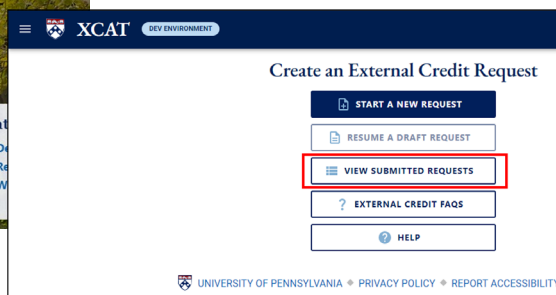 XCAT DEV ENVIRONMENT
Create an External Credit Request
START A NEW REQUEST
RESUME A DRAFT REQUEST
VIEW SUBMITTED REQUESTS
? EXTERNAL CREDIT FAQS
? HELP
UNIVERSITY OF PENNSYLVANIA ◆ PRIVACY POLICY ◆ REPORT ACCESSIBILITY